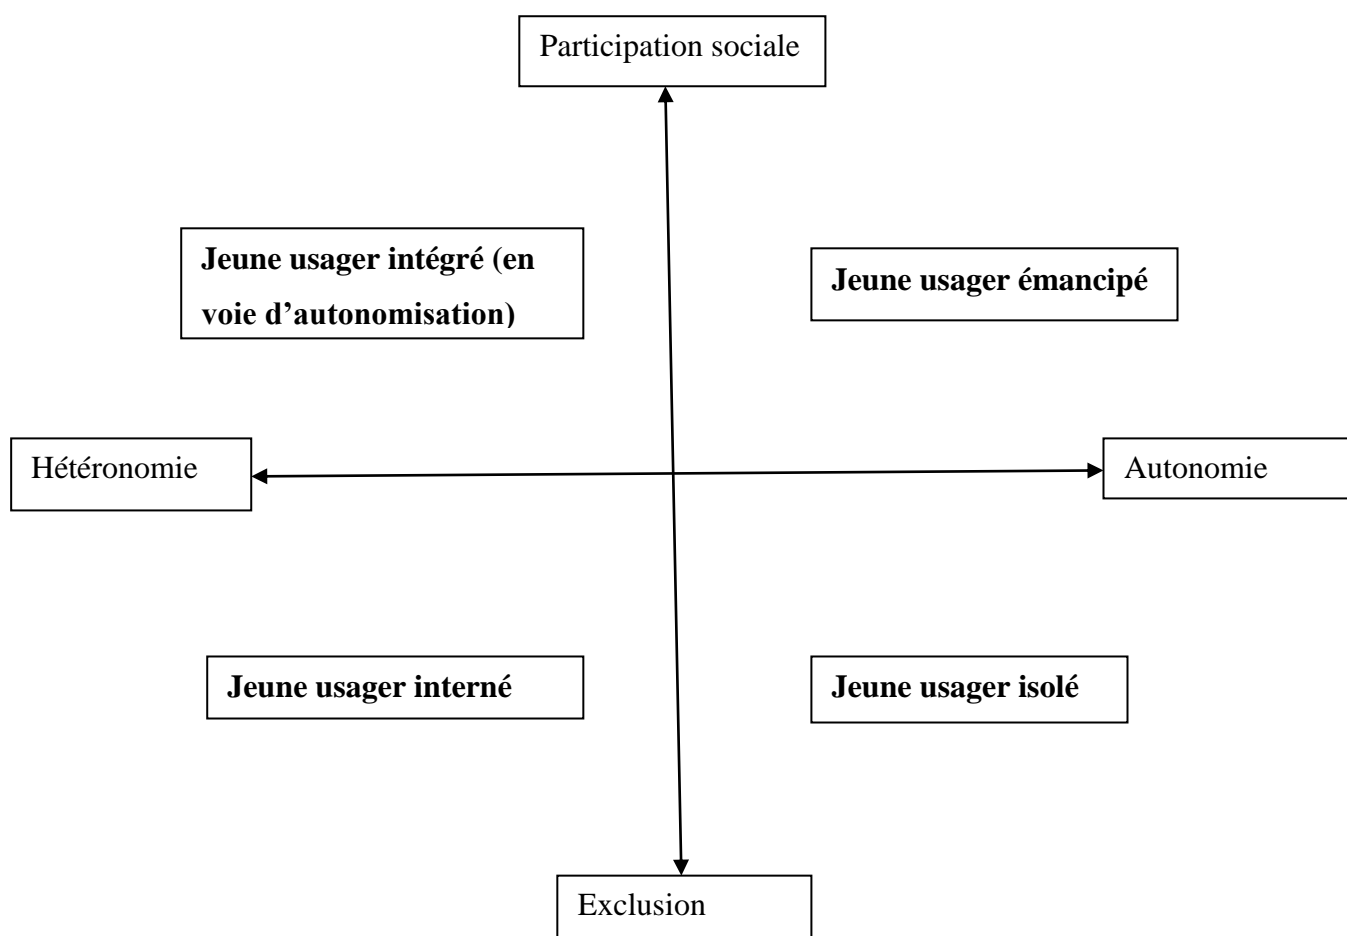 Participation sociale
Jeune usager intégré (en
voie d’autonomisation)
Jeune usager émancipé
Hétéronomie
Autonomie
Jeune usager interné
Jeune usager isolé
Exclusion